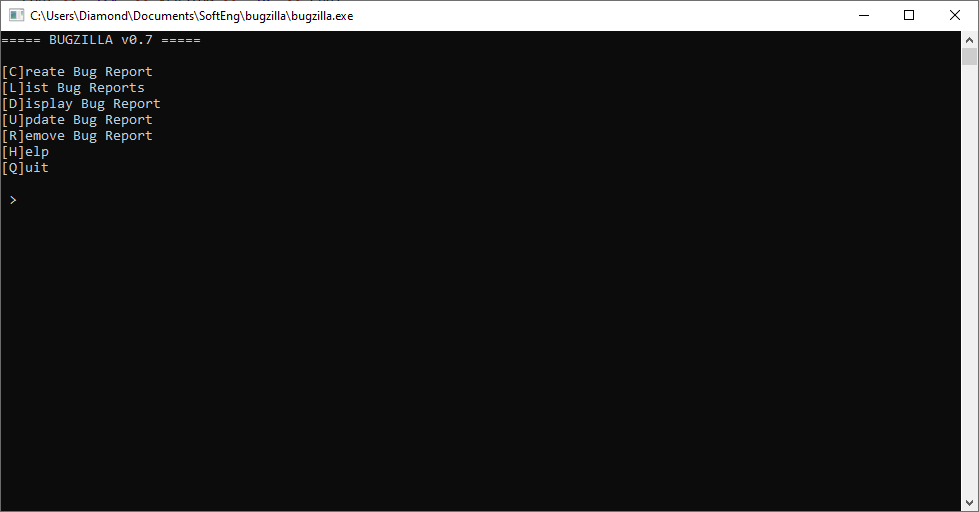 C:\Users\Diamond\Documents\SoftEng\bugzilla\bugzilla.exe
===== BUGZILLA v0.7 =====
[C]reate Bug Report
[L]ist Bug Reports
[D]isplay Bug Report
[U]pdate Bug Report
[R]emove Bug Report
[H]elp
[Q]uit
>